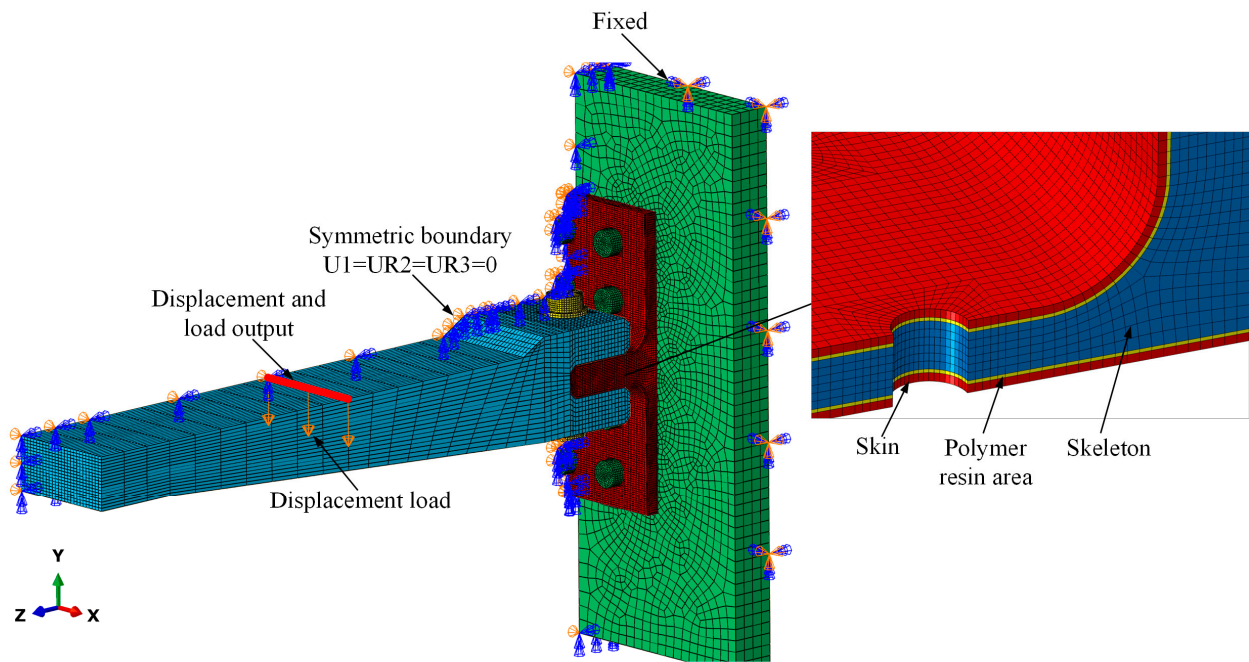 Fixed
Symmetric boundary
U1=UR2=UR3=0
Displacement and
load output
Displacement load
Skin
Polymer
resin area
Skeleton
Y
Z
X